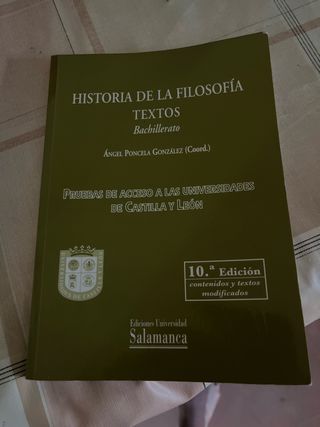 HISTORIA DE LA FILOSOFÍA
TEXTOS
Bachillerato
ÁNGEL PONCELA GONZÁLEZ (Coord.)
PRUEBAS DE ACCESO A LAS UNIVERSIDADES
DE CASTILLA Y LEÓN
10.ª Edición
contenidos y textos
modificados
Ediciones Universidad
Salamanca